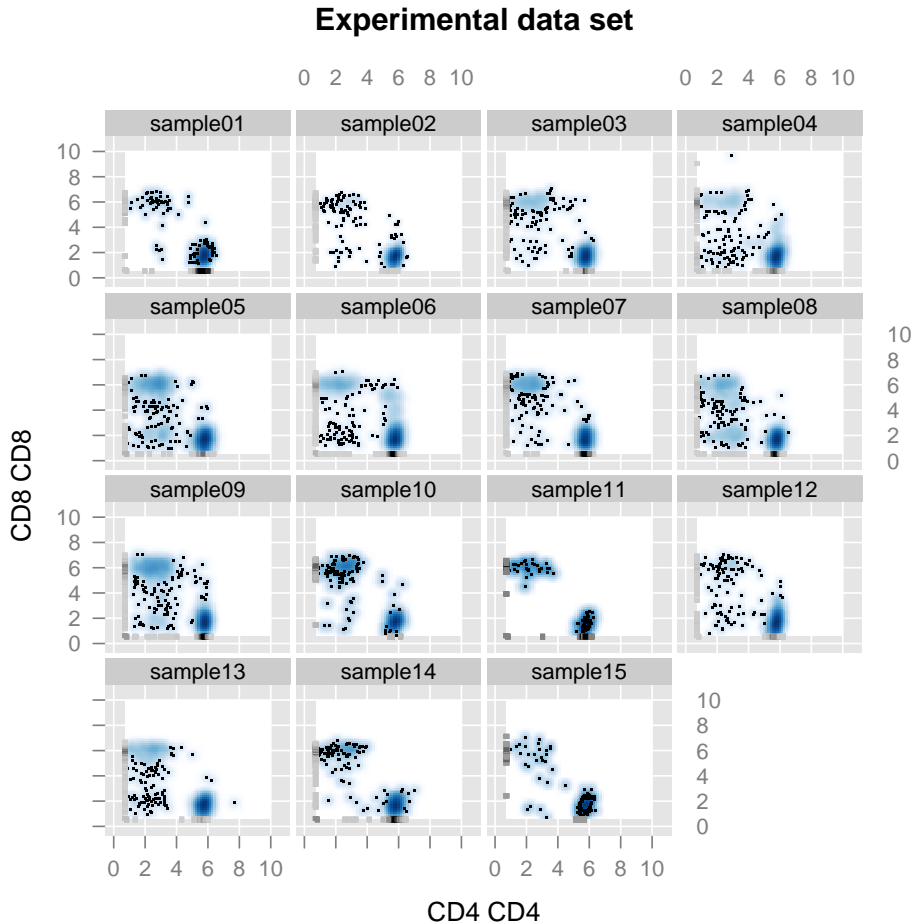 Experimental data set
0 2 4 6 8 10 0 2 4 6 8 10
sample01 sample02 sample03 sample04
10
8
6
4
2
0
sample05 sample06 sample07 sample08
10
8
6
4
2
0
CD8 CD8
sample09 sample10 sample11 sample12
10
8
6
4
2
0
sample13 sample14 sample15
10
8
6
4
2
0
0 2 4 6 8 10 0 2 4 6 8 10
CD4 CD4